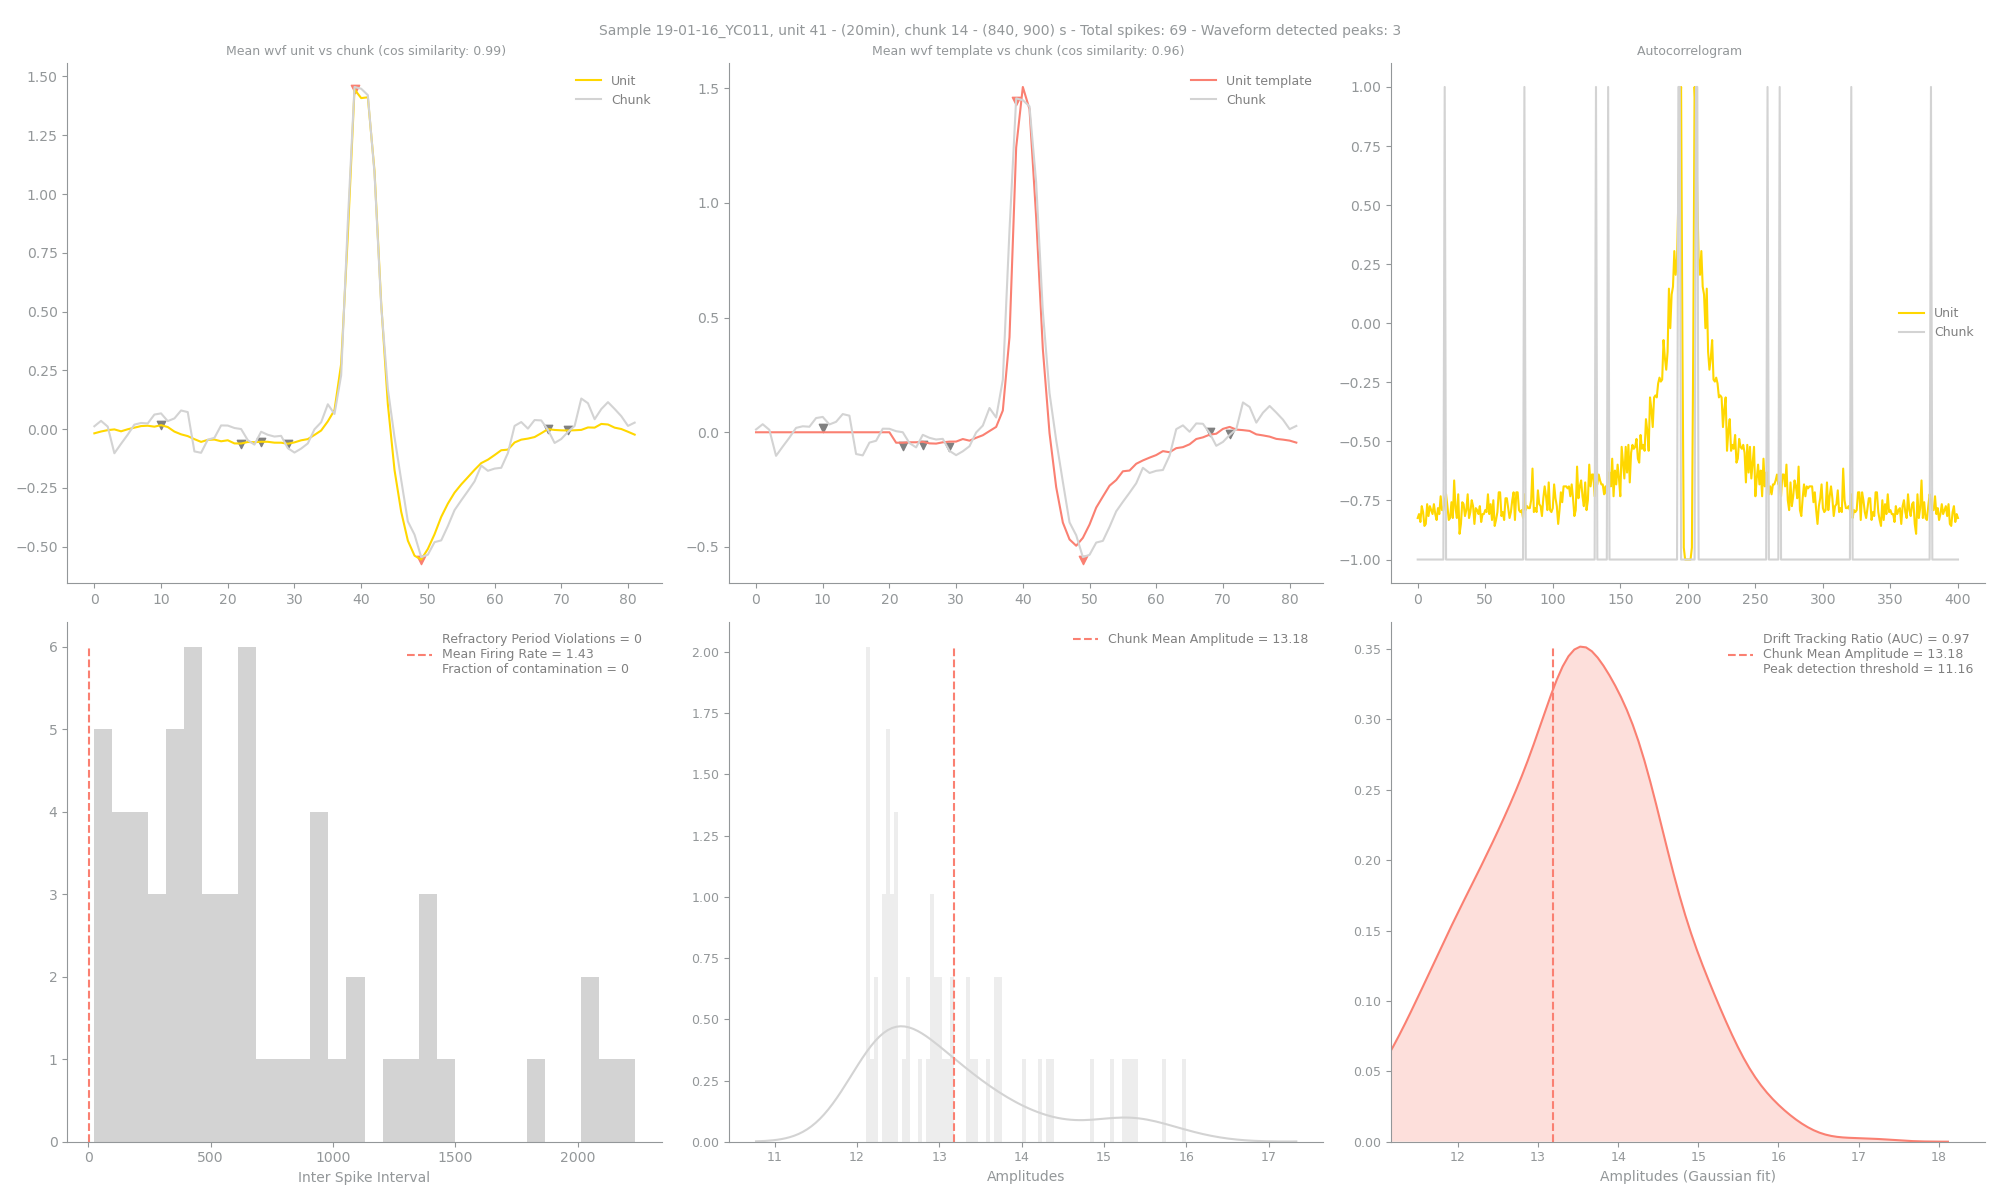 Sample 19-01-16_YC011, unit 41 - (20min), chunk 14 - (840, 900) s - Total spikes: 69 - Waveform detected peaks: 3
Mean wvf unit vs chunk (cos similarity: 0.99)
1.50
1.25
1.00
0.75
0.50
0.25
0.00
−0.25
−0.50
0 10 20 30 40 50 60 70 80
Unit
Chunk
Mean wvf template vs chunk (cos similarity: 0.96)
1.5
1.0
0.5
0.0
−0.5
0 10 20 30 40 50 60 70 80
Unit template
Chunk
Autocorrelogram
1.00
0.75
0.50
0.25
0.00
−0.25
−0.50
−0.75
−1.00
0 50 100 150 200 250 300 350 400
Unit
Chunk
6
5
4
3
2
1
0
0 500 1000 1500 2000
Inter Spike Interval
Refractory Period Violations = 0
Mean Firing Rate = 1.43
Fraction of contamination = 0
2.00
1.75
1.50
1.25
1.00
0.75
0.50
0.25
0.00
11 12 13 14 15 16 17
Amplitudes
Chunk Mean Amplitude = 13.18
0.35
0.30
0.25
0.20
0.15
0.10
0.05
0.00
12 13 14 15 16 17 18
Amplitudes (Gaussian fit)
Drift Tracking Ratio (AUC) = 0.97
Chunk Mean Amplitude = 13.18
Peak detection threshold = 11.16